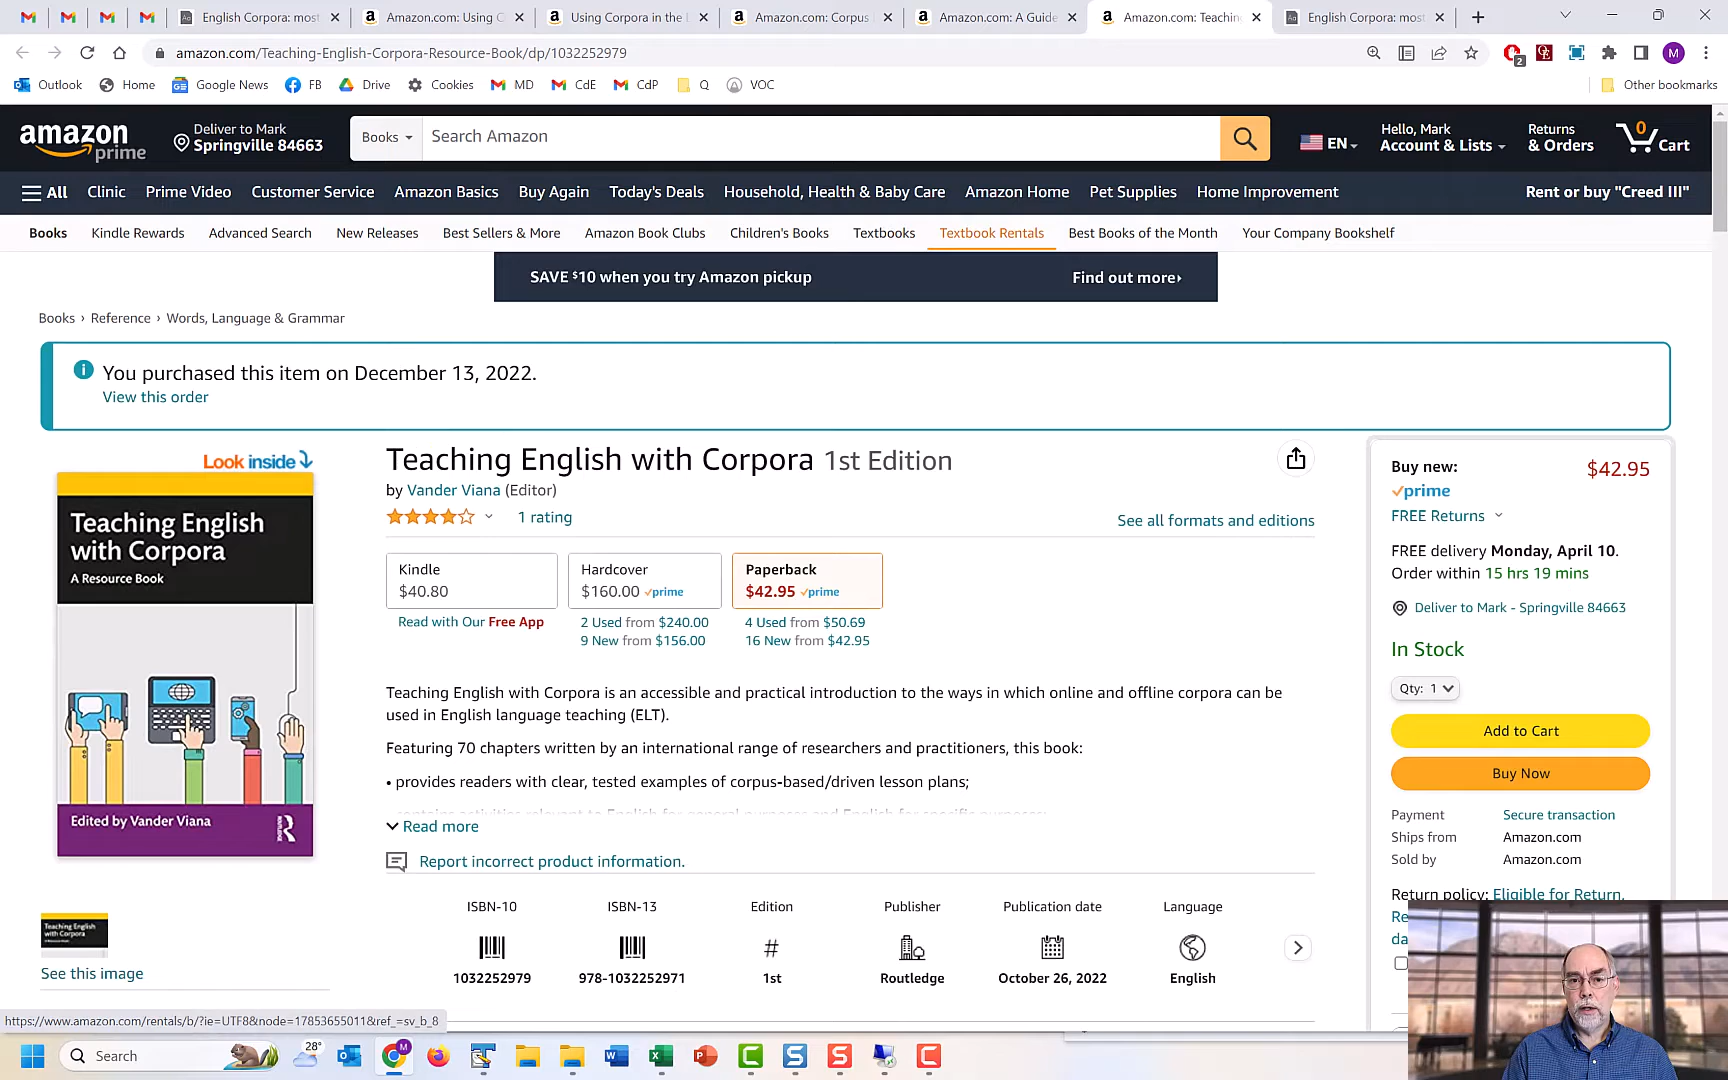 English Corpora: most
Amazon.com: Using C
Using Corpora in the L
Amazon.com: Corpus
Amazon.com: A Guide
Amazon.com: Teachin
English Corpora: most
amazon.com/Teaching-English-Corpora-Resource-Book/dp/1032252979
2
M
Outlook
Home
Google News
FB
Drive
Cookies
MD
CdE
CdP
Q
VOC
Other bookmarks
amazon
prime
Deliver to Mark
Springville 84663
Books
Search Amazon
EN
Hello, Mark
Account & Lists
Returns
& Orders
0
Cart
All
Clinic
Prime Video
Customer Service
Amazon Basics
Buy Again
Today's Deals
Household, Health & Baby Care
Amazon Home
Pet Supplies
Home Improvement
Rent or buy "Creed III"
Books
Kindle Rewards
Advanced Search
New Releases
Best Sellers & More
Amazon Book Clubs
Children's Books
Textbooks
Textbook Rentals
Best Books of the Month
Your Company Bookshelf
SAVE $10 when you try Amazon pickup
Find out more
Books › Reference › Words, Language & Grammar
You purchased this item on December 13, 2022.
View this order
Look inside
Teaching English
with Corpora
A Resource Book
Edited by Vander Viana
See this image
Teaching English with Corpora 1st Edition
by Vander Viana (Editor)
1 rating
See all formats and editions
Kindle
$40.80
Read with Our Free App
Hardcover
$160.00 prime
2 Used from $240.00
9 New from $156.00
Paperback
$42.95 prime
4 Used from $50.69
16 New from $42.95
Teaching English with Corpora is an accessible and practical introduction to the ways in which online and offline corpora can be
used in English language teaching (ELT).
Featuring 70 chapters written by an international range of researchers and practitioners, this book:
• provides readers with clear, tested examples of corpus-based/driven lesson plans;
contains activities relevant to English for general purposes and English for specific purposes;
Read more
Report incorrect product information.
ISBN-10
1032252979
ISBN-13
978-1032252971
Edition
#
1st
Publisher
Routledge
Publication date
October 26, 2022
Language
English
Buy new:
$42.95
prime
FREE Returns
FREE delivery Monday, April 10.
Order within 15 hrs 19 mins
Deliver to Mark - Springville 84663
In Stock
Qty: 1
Add to Cart
Buy Now
Payment
Secure transaction
Ships from
Amazon.com
Sold by
Amazon.com
Return policy: Eligible for Return,
Re
da
https://www.amazon.com/rentals/b/?ie=UTF8&node=17853655011&ref_=sv_b_8
Search
28°